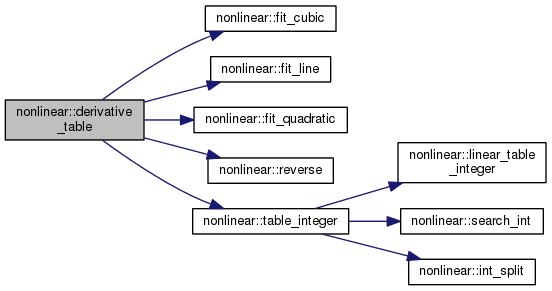 nonlinear::fit_cubic
nonlinear::fit_line
nonlinear::derivative
_table
nonlinear::fit_quadratic
nonlinear::reverse
nonlinear::table_integer
nonlinear::linear_table
_integer
nonlinear::search_int
nonlinear::int_split